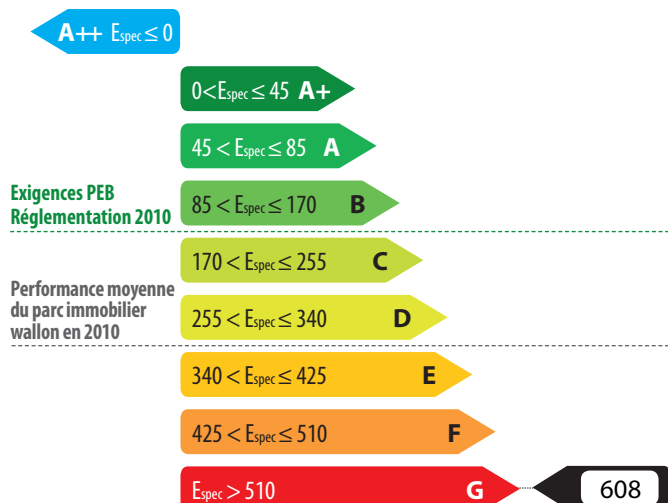 A++ Espec ≤ 0
0<Espec ≤ 45 A+
45 < Espec ≤ 85 A
Exigences PEB
Réglementation 2010
85 < Espec ≤ 170 B
170 < Espec ≤ 255 C
Performance moyenne
du parc immobilier
wallon en 2010
255 < Espec ≤ 340 D
340 < Espec ≤ 425 E
425 < Espec ≤ 510 F
Espec > 510 G 608